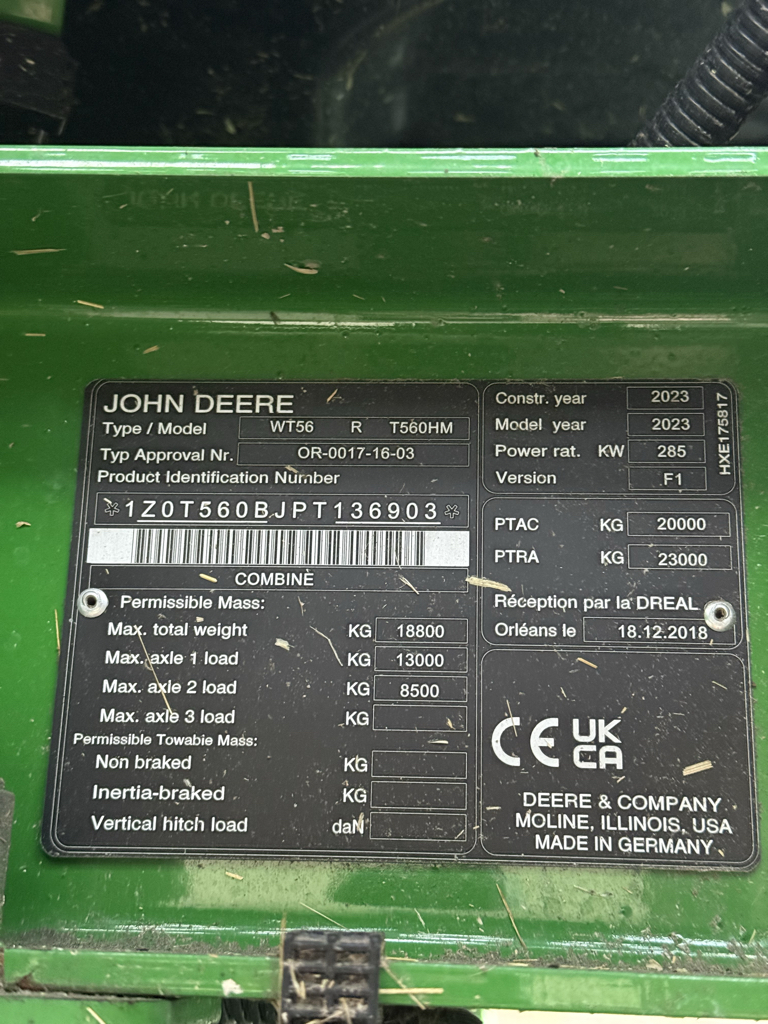 JOHN DEERE
Type / Model WT56 R T560HM
Typ Approval Nr. OR-0017-16-03
Product Identification Number
*1Z0T560BJPT136903*
COMBINE
Permissible Mass:
Max. total weight KG 18800
Max. axle 1 load KG 13000
Max. axle 2 load KG 8500
Max. axle 3 load KG
Permissible Towable Mass:
Non braked KG
Inertia-braked KG
Vertical hitch load daN
Constr. year 2023
Model year 2023
Power rat. KW 285
Version F1
HXE175817
PTAC KG 20000
PTRA KG 23000
Réception par la DREAL
Orléans le 18.12.2018
CE UK
CA
DEERE & COMPANY
MOLINE, ILLINOIS, USA
MADE IN GERMANY